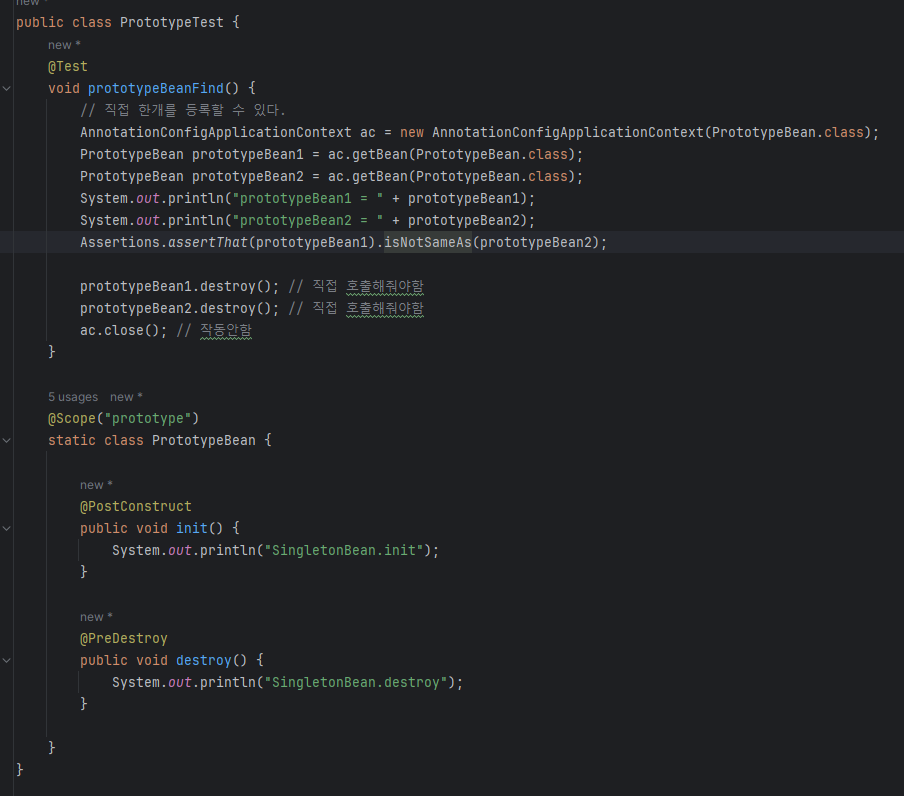 new *
public class PrototypeTest {
new *
@Test
void prototypeBeanFind() {
// 직접 한개를 등록할 수 있다.
AnnotationConfigApplicationContext ac = new AnnotationConfigApplicationContext(PrototypeBean.class);
PrototypeBean prototypeBean1 = ac.getBean(PrototypeBean.class);
PrototypeBean prototypeBean2 = ac.getBean(PrototypeBean.class);
System.out.println("prototypeBean1 = " + prototypeBean1);
System.out.println("prototypeBean2 = " + prototypeBean2);
Assertions.assertThat(prototypeBean1).isNotSameAs(prototypeBean2);
prototypeBean1.destroy(); // 직접 호출해줘야함
prototypeBean2.destroy(); // 직접 호출해줘야함
ac.close(); // 작동안함
}
5 usages new *
@Scope("prototype")
static class PrototypeBean {
new *
@PostConstruct
public void init() {
System.out.println("SingletonBean.init");
}
new *
@PreDestroy
public void destroy() {
System.out.println("SingletonBean.destroy");
}
}
}